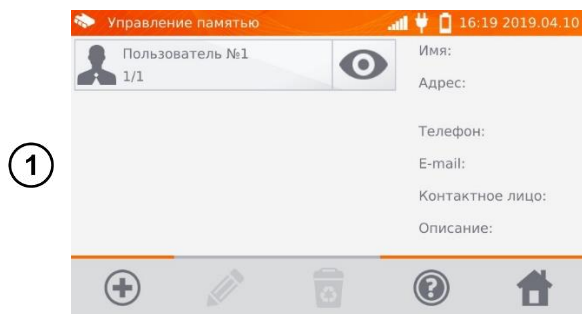 Управление памятью 16:19 2019.04.10
Пользователь №1
1/1
Имя:
Адрес:
Телефон:
E-mail:
Контактное лицо:
Описание:
1